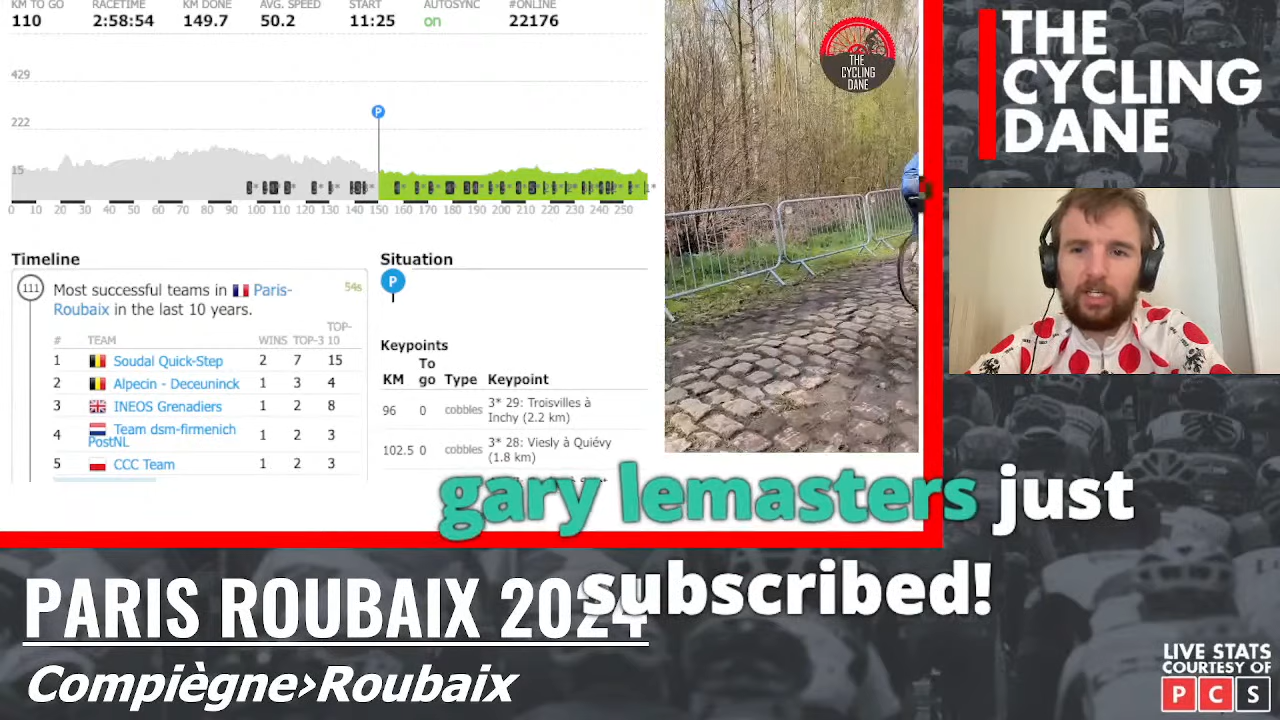 KM TO GO RACETIME KM DONE AVG. SPEED START AUTOSYNC #ONLINE
110 2:58:54 149.7 50.2 11:25 on 22176
429
222
15
P
0 10 20 30 40 50 60 70 80 90 100 110 120 130 140 150 160 170 180 190 200 210 220 230 240 250
Timeline
111 Most successful teams in Paris- 54s
Roubaix in the last 10 years.
TOP-
# TEAM WINS TOP-3 10
1 Soudal Quick-Step 2 7 15
2 Alpecin - Deceuninck 1 3 4
3 INEOS Grenadiers 1 2 8
4 Team dsm-firmenich PostNL 1 2 3
5 CCC Team 1 2 3
Situation
P
Keypoints
To
KM go Type Keypoint
96 0 cobbles 3* 29: Troisvilles à
Inchy (2.2 km)
102.5 0 cobbles 3* 28: Viesly à Quiévy
(1.8 km)
THE
CYCLING
DANE
THE
CYCLING
DANE
gary lemasters just
subscribed!
PARIS ROUBAIX 2024
Compiègne›Roubaix
LIVE STATS
COURTESY OF
P C S